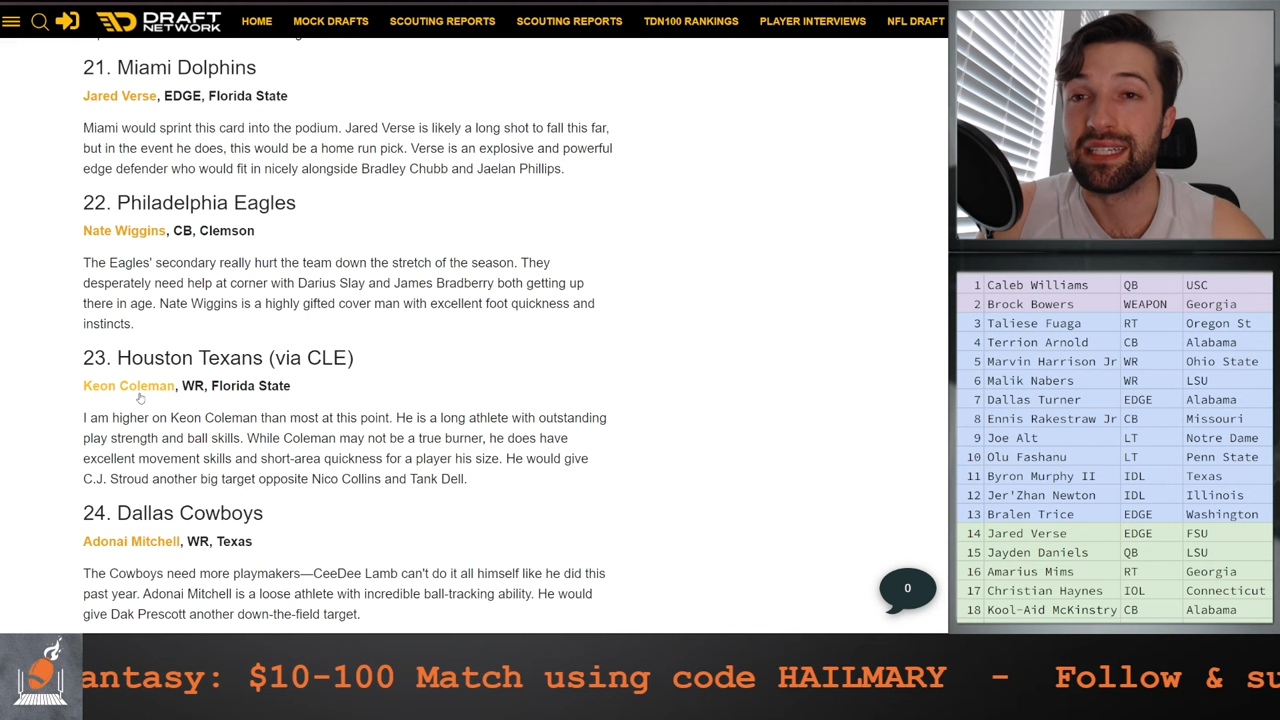 DRAFT
NETWORK
HOME
MOCK DRAFTS
SCOUTING REPORTS
SCOUTING REPORTS
TDN100 RANKINGS
PLAYER INTERVIEWS
NFL DRAFT
21. Miami Dolphins
Jared Verse, EDGE, Florida State
Miami would sprint this card into the podium. Jared Verse is likely a long shot to fall this far,
but in the event he does, this would be a home run pick. Verse is an explosive and powerful
edge defender who would fit in nicely alongside Bradley Chubb and Jaelan Phillips.
22. Philadelphia Eagles
Nate Wiggins, CB, Clemson
The Eagles' secondary really hurt the team down the stretch of the season. They
desperately need help at corner with Darius Slay and James Bradberry both getting up
there in age. Nate Wiggins is a highly gifted cover man with excellent foot quickness and
instincts.
23. Houston Texans (via CLE)
Keon Coleman, WR, Florida State
I am higher on Keon Coleman than most at this point. He is a long athlete with outstanding
play strength and ball skills. While Coleman may not be a true burner, he does have
excellent movement skills and short-area quickness for a player his size. He would give
C.J. Stroud another big target opposite Nico Collins and Tank Dell.
24. Dallas Cowboys
Adonai Mitchell, WR, Texas
The Cowboys need more playmakers—CeeDee Lamb can't do it all himself like he did this
past year. Adonai Mitchell is a loose athlete with incredible ball-tracking ability. He would
give Dak Prescott another down-the-field target.
0
1 Caleb Williams QB USC
2 Brock Bowers WEAPON Georgia
3 Taliese Fuaga RT Oregon St
4 Terrion Arnold CB Alabama
5 Marvin Harrison Jr WR Ohio State
6 Malik Nabers WR LSU
7 Dallas Turner EDGE Alabama
8 Ennis Rakestraw Jr CB Missouri
9 Joe Alt LT Notre Dame
10 Olu Fashanu LT Penn State
11 Byron Murphy II IDL Texas
12 Jer'Zhan Newton IDL Illinois
13 Bralen Trice EDGE Washington
14 Jared Verse EDGE FSU
15 Jayden Daniels QB LSU
16 Amarius Mims RT Georgia
17 Christian Haynes IOL Connecticut
18 Kool-Aid McKinstry CB Alabama
antasy: $10-100 Match using code HAILMARY - Follow & su